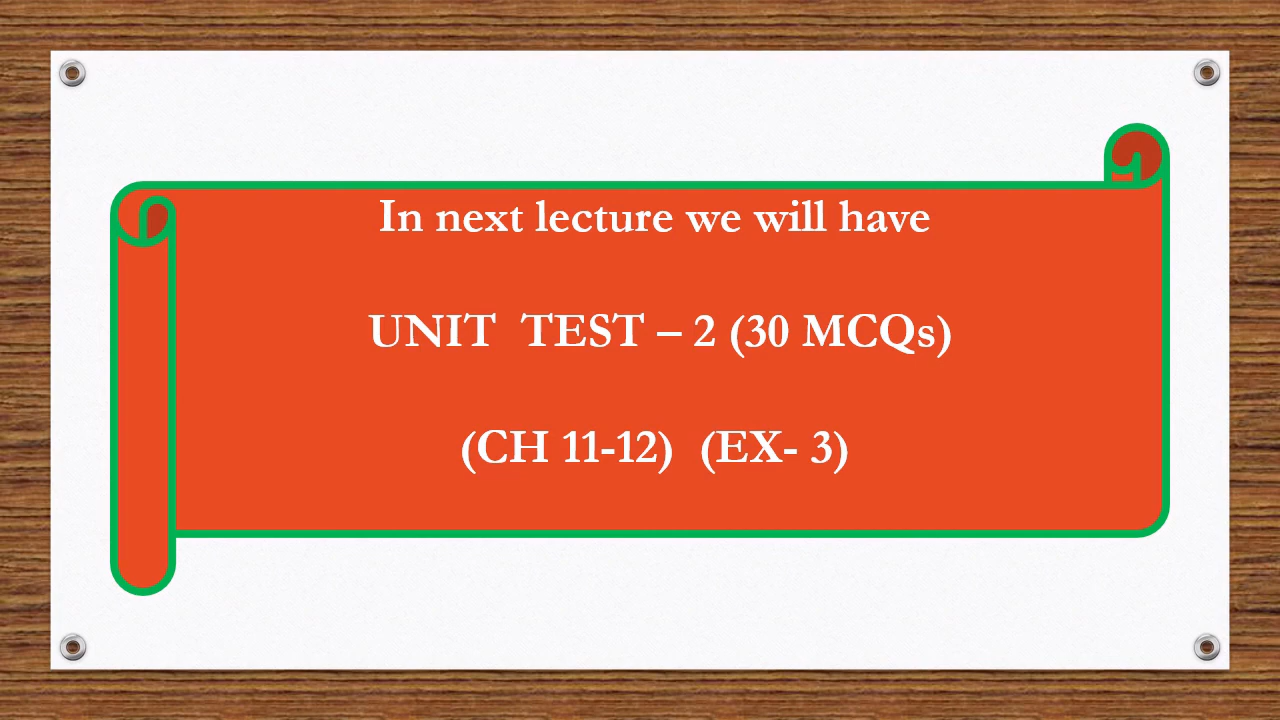 In next lecture we will have
UNIT TEST – 2 (30 MCQs)
(CH 11-12) (EX- 3)